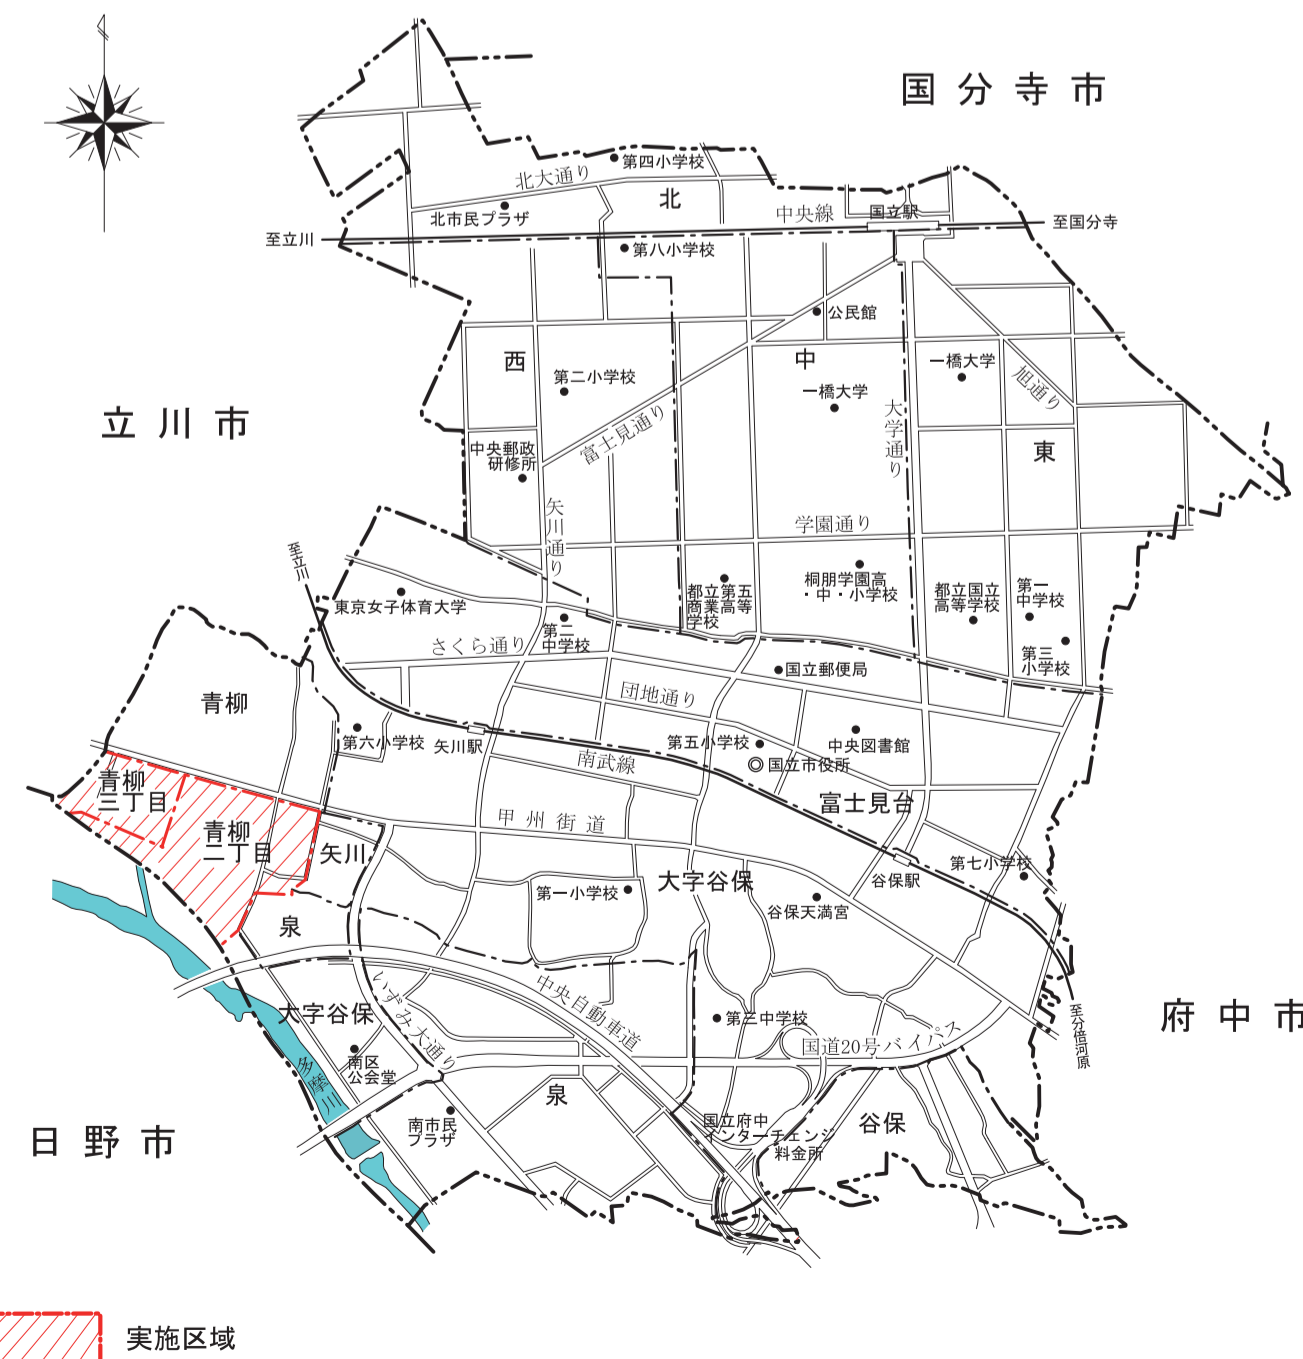 国分寺市
第四小学校
北大通り
北
北市民プラザ
中央線
国立駅
至立川
至国分寺
第八小学校
公民館
西
中
一橋大学
第二小学校
一橋大学
旭通り
立川市
富士見通り
大学通り
東
中央郵政
研修所
矢川通り
学園通り
至立川
東京女子体育大学
都立第五
商業高等
学校
桐朋学園高
・中・小学校
都立国立
高等学校
第一
中学校
第二
中学校
さくら通り
第三
小学校
国立郵便局
青柳
団地通り
第六小学校
矢川駅
第五小学校
中央図書館
南武線
国立市役所
青柳
三丁目
富士見台
甲州街道
青柳
二丁目
矢川
第七小学校
大字谷保
谷保駅
第一小学校
谷保天満宮
泉
中央自動車道
いずみ大通り
大字谷保
第三中学校
府中市
国道20号バイパス
至分倍河原
南区
公会堂
多摩川
泉
南市民
プラザ
国立府中
インターチェンジ
料金所
谷保
日野市
実施区域